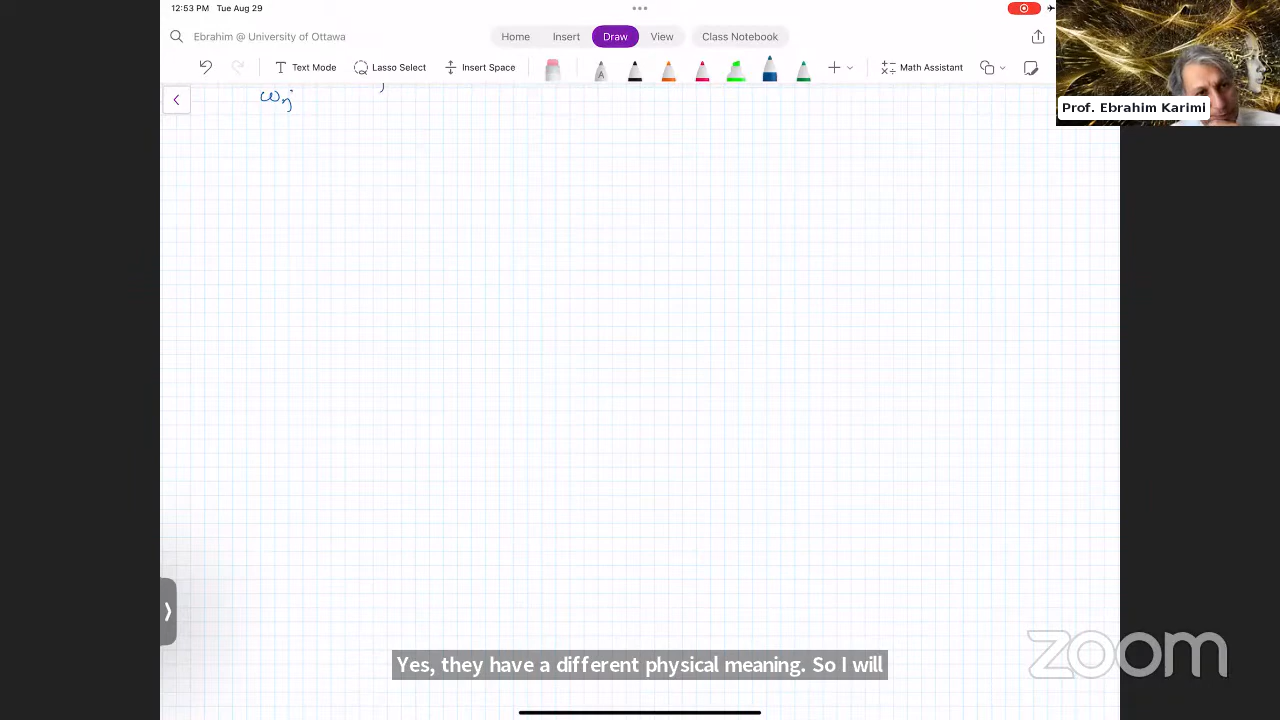 12:53 PM Tue Aug 29
Ebrahim @ University of Ottawa
Home Insert Draw View Class Notebook
Text Mode Lasso Select Insert Space Math Assistant
Prof. Ebrahim Karimi
Yes, they have a different physical meaning. So I will
zoom